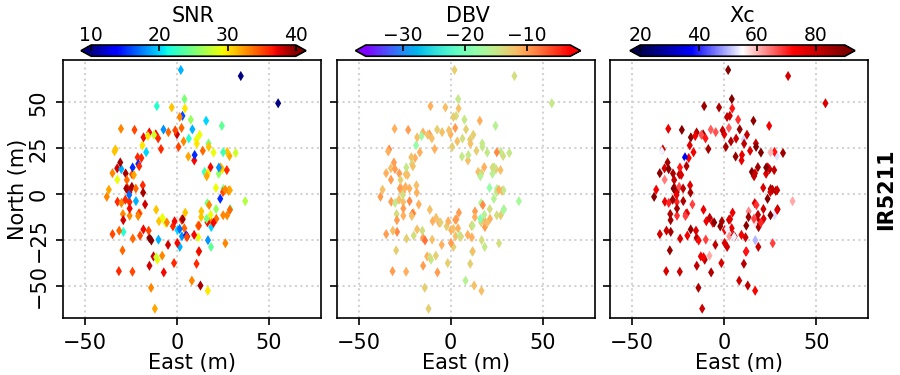 SNR DBV Xc
10 20 30 40 −30 −20 −10 20 40 60 80
50
25
0
−25
−50
North (m)
−50 0 50 −50 0 50 −50 0 50
East (m) East (m) East (m)
IR5211